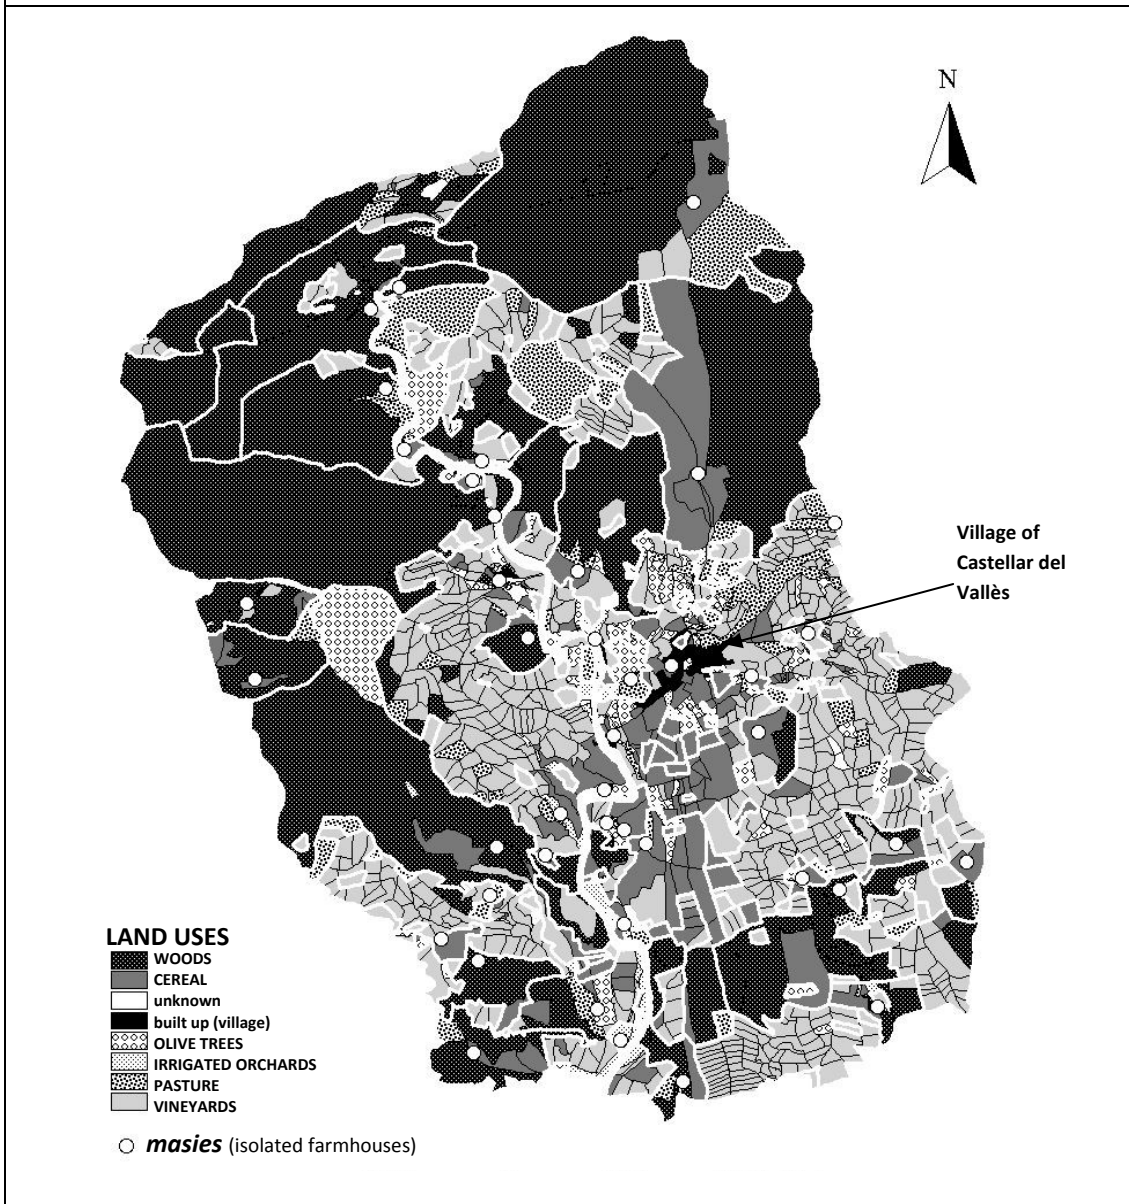 N
Village of
Castellar del
Vallès
LAND USES
WOODS
CEREAL
unknown
built up (village)
OLIVE TREES
IRRIGATED ORCHARDS
PASTURE
VINEYARDS
masies (isolated farmhouses)